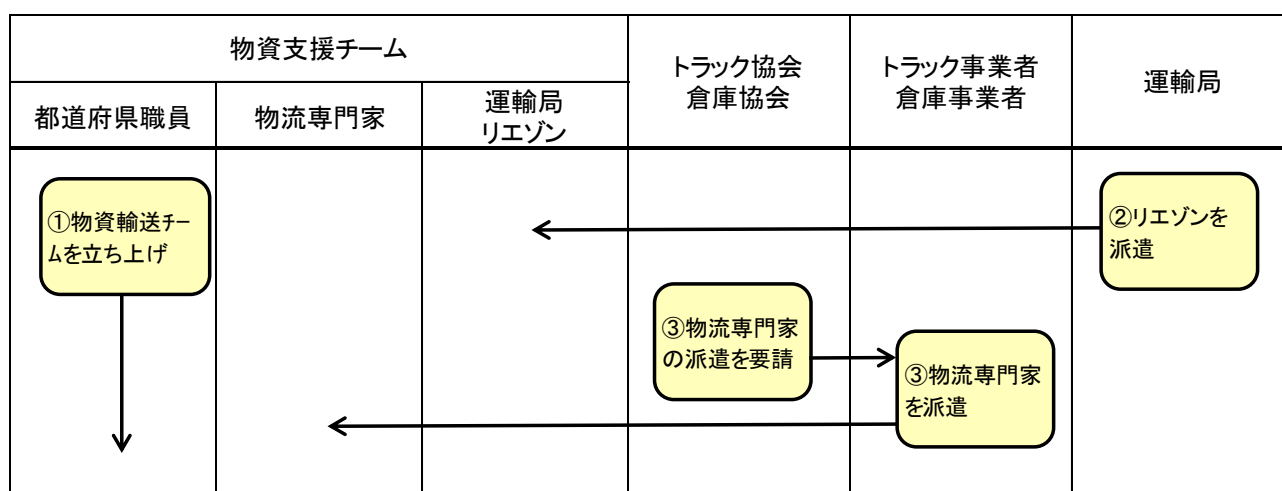 物資支援チーム
トラック協会
倉庫協会
トラック事業者
倉庫事業者
運輸局
都道府県職員
物流専門家
運輸局
リエゾン
①物資輸送ﾁｰ
ﾑを立ち上げ
②リエゾンを
派遣
③物流専門家
の派遣を要請
③物流専門家
を派遣